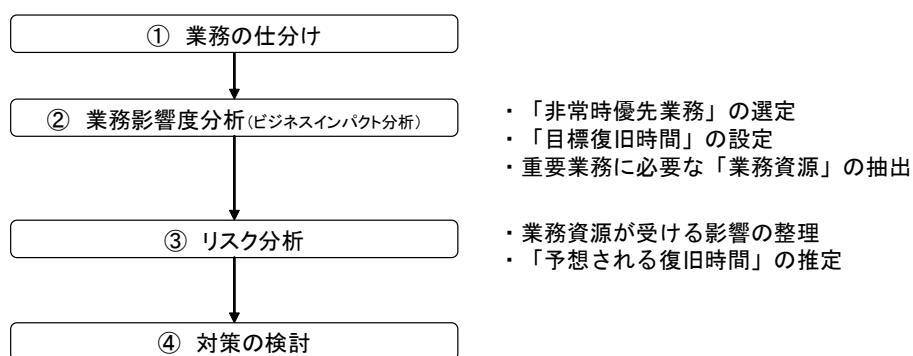 ① 業務の仕分け
② 業務影響度分析(ビジネスインパクト分析)
・「非常時優先業務」の選定
・「目標復旧時間」の設定
・重要業務に必要な「業務資源」の抽出
③ リスク分析
・業務資源が受ける影響の整理
・「予想される復旧時間」の推定
④ 対策の検討